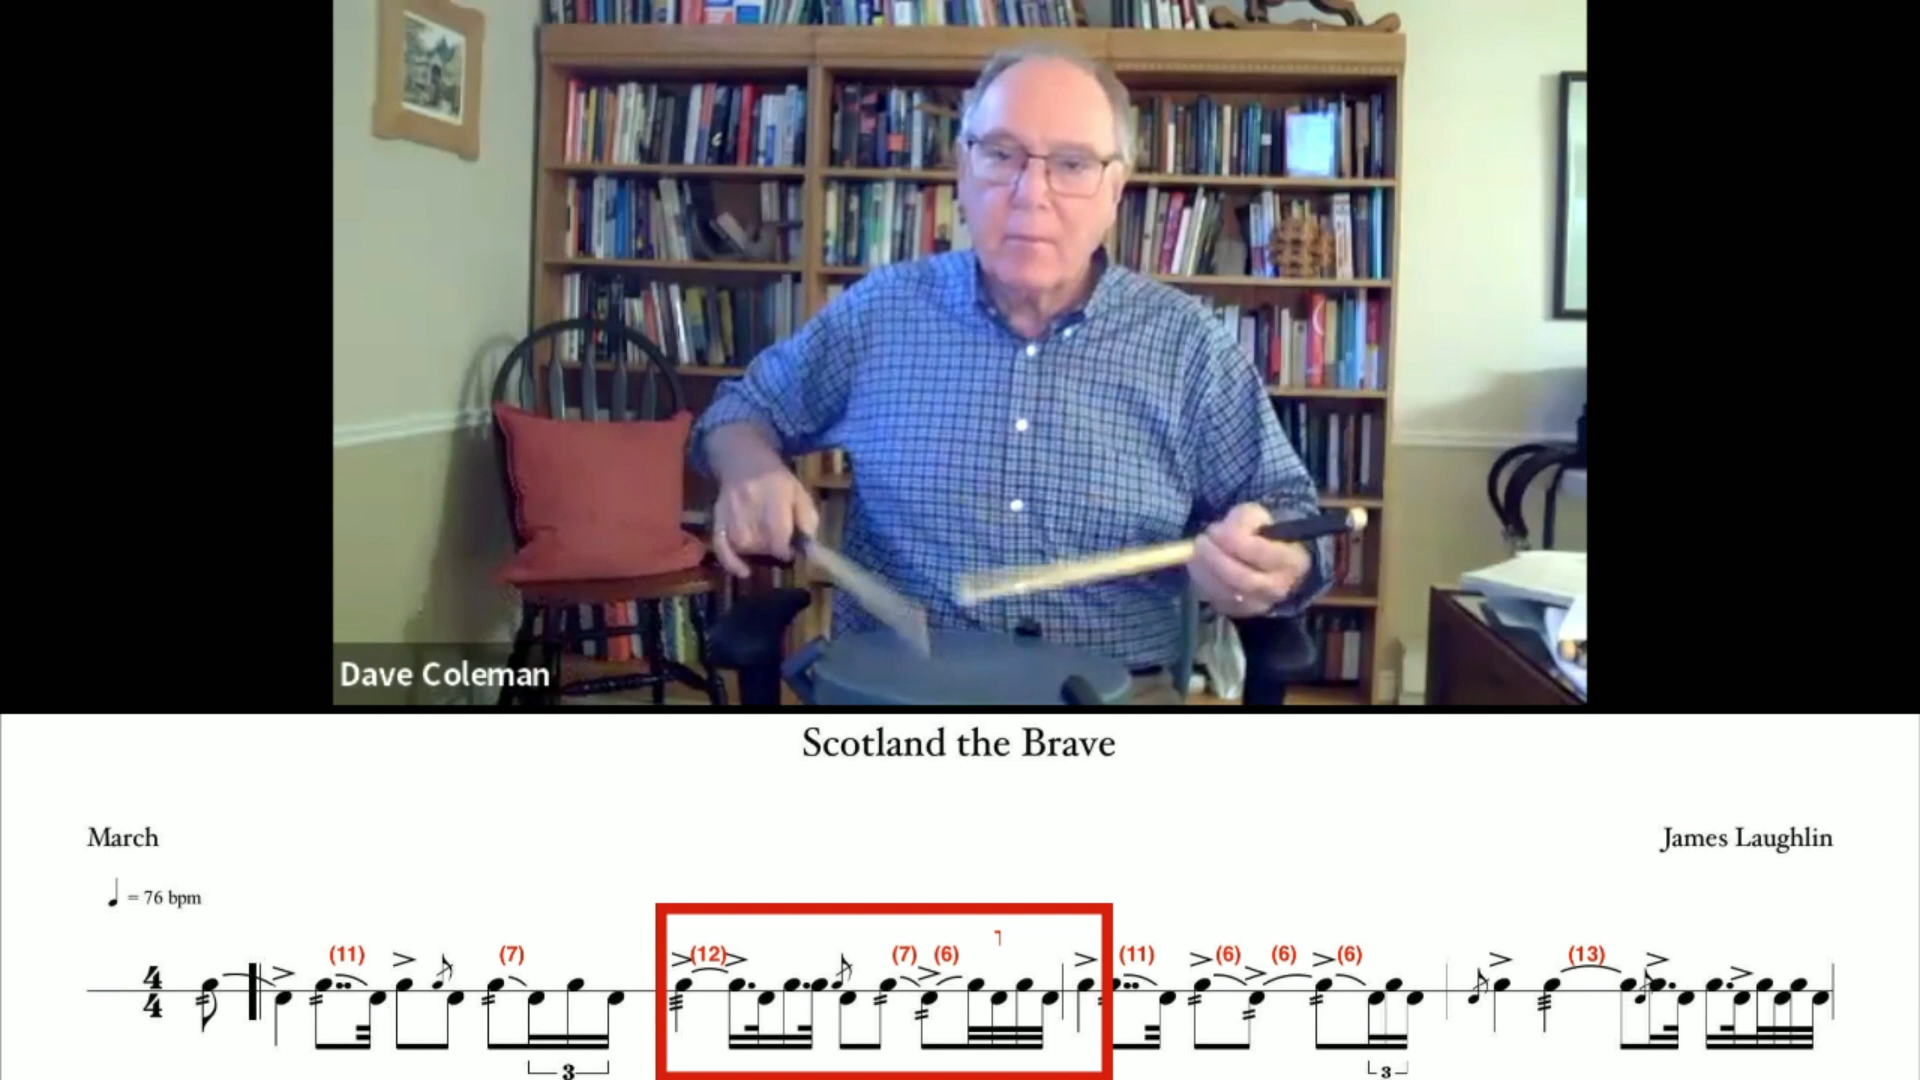 Dave Coleman
Scotland the Brave
March
James Laughlin
= 76 bpm
(11) (7) (12) (7) (6) (11) (6) (6) (6) (13)
4
4
3 3